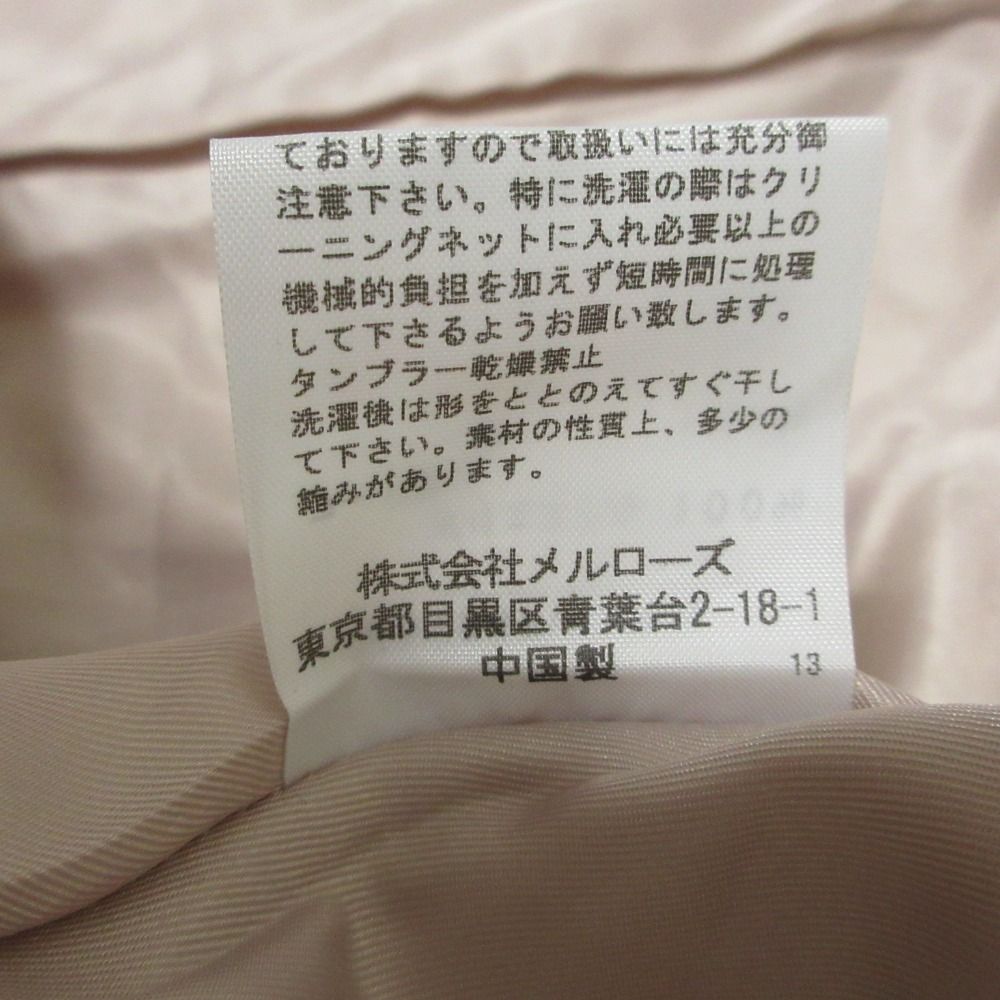 ておりますので取扱いには充分御
注意下さい。特に洗濯の際はクリ
ーニングネットに入れ必要以上の
機械的負担を加えず短時間に処理
して下さるようお願い致します。
タンブラー乾燥禁止
洗濯後は形をととのえてすぐ干し
て下さい。素材の性質上、多少の
縮みがあります。
株式会社メルローズ
東京都目黒区青葉台2-18-1
中国製 13